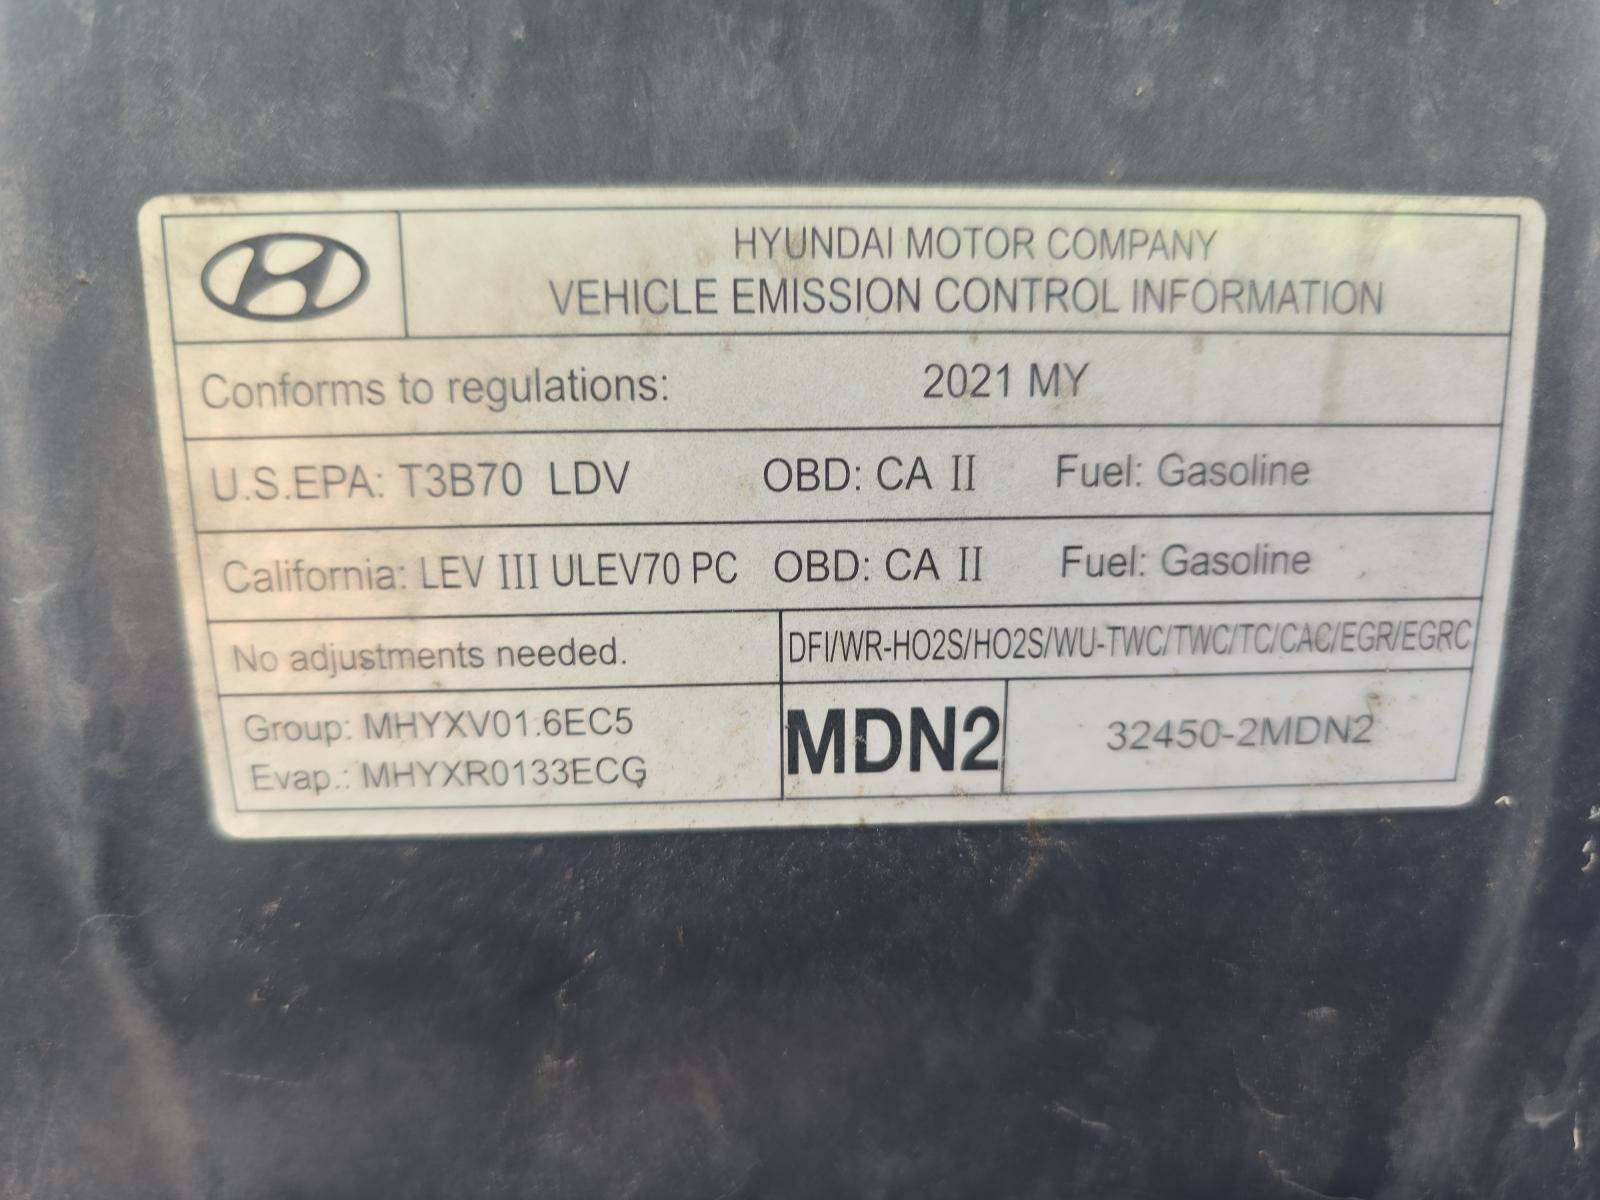 HYUNDAI MOTOR COMPANY
VEHICLE EMISSION CONTROL INFORMATION
Conforms to regulations: 2021 MY
U.S.EPA: T3B70 LDV OBD: CA II Fuel: Gasoline
California: LEV III ULEV70 PC OBD: CA II Fuel: Gasoline
No adjustments needed. DFI/WR-HO2S/HO2S/WU-TWC/TWC/TC/CAC/EGR/EGRC
Group: MHYXV01.6EC5
Evap.: MHYXR0133ECG
MDN2
32450-2MDN2